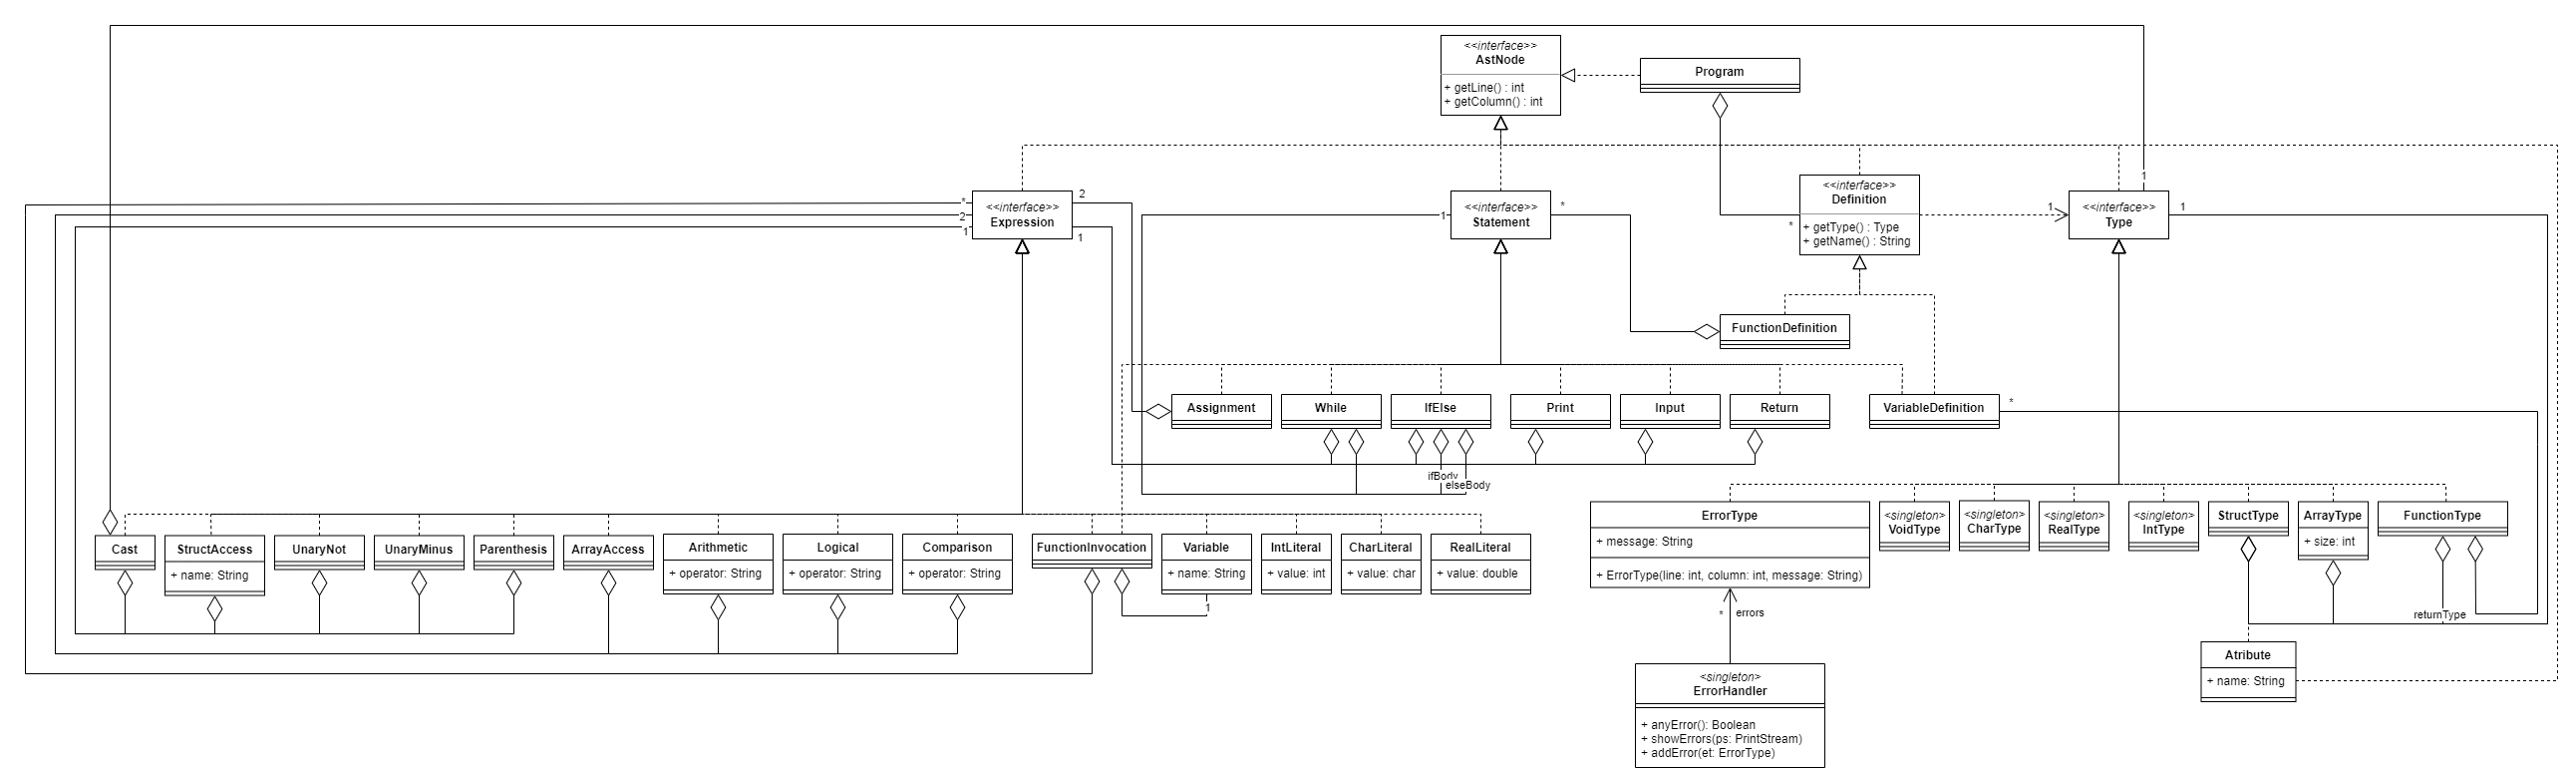 <<interface>>
AstNode
+ getLine() : int
+ getColumn() : int
Program
<<interface>>
Expression
*
2
1
2
1
<<interface>>
Statement
1
*
<<interface>>
Definition
+ getType() : Type
+ getName() : String
*
1
<<interface>>
Type
1
1
FunctionDefinition
Assignment
While
IfElse
Print
Input
Return
VariableDefinition
*
ifBody
elseBody
Cast
StructAccess
+ name: String
UnaryNot
UnaryMinus
Parenthesis
ArrayAccess
Arithmetic
+ operator: String
Logical
+ operator: String
Comparison
+ operator: String
FunctionInvocation
Variable
+ name: String
1
IntLiteral
+ value: int
CharLiteral
+ value: char
RealLiteral
+ value: double
ErrorType
+ message: String
+ ErrorType(line: int, column: int, message: String)
<singleton>
VoidType
<singleton>
CharType
<singleton>
RealType
<singleton>
IntType
StructType
ArrayType
+ size: int
FunctionType
returnType
* errors
Atribute
+ name: String
<singleton>
ErrorHandler
+ anyError(): Boolean
+ showErrors(ps: PrintStream)
+ addError(et: ErrorType)